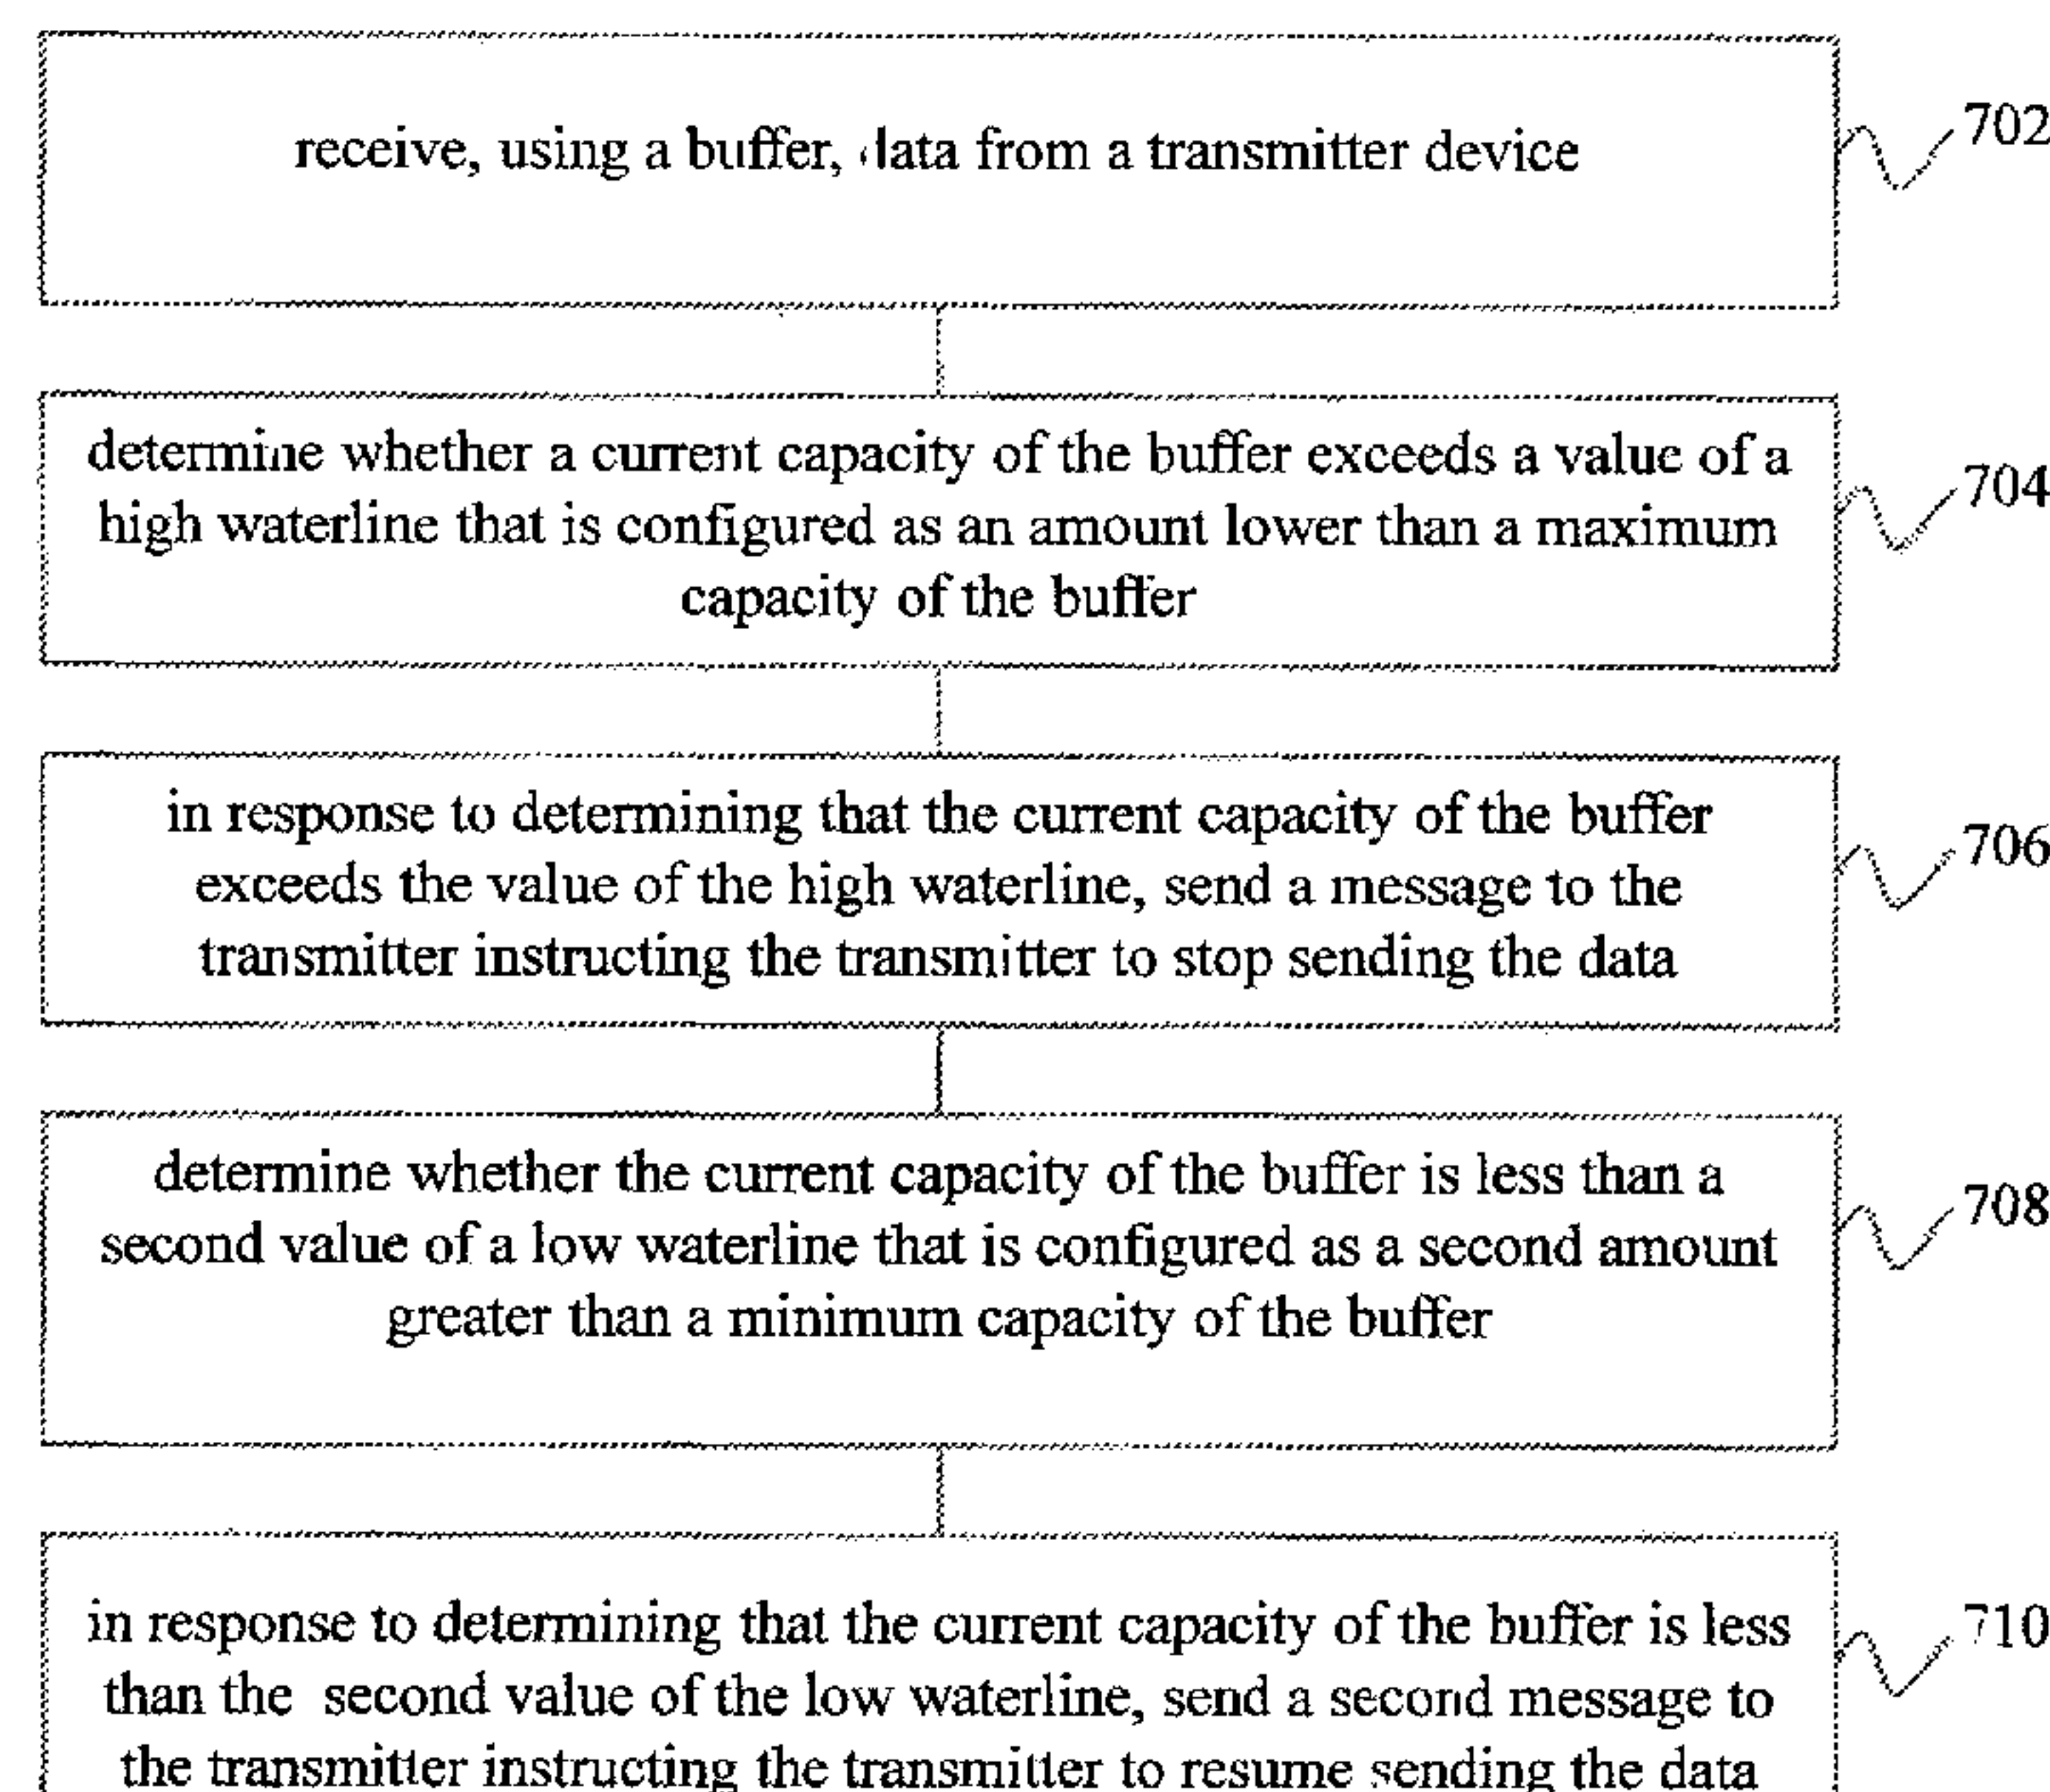 receive, using a buffer, data from a transmitter device
702
determine whether a current capacity of the buffer exceeds a value of a
high waterline that is configured as an amount lower than a maximum
capacity of the buffer
704
in response to determining that the current capacity of the buffer
exceeds the value of the high waterline, send a message to the
transmitter instructing the transmitter to stop sending the data
706
determine whether the current capacity of the buffer is less than a
second value of a low waterline that is configured as a second amount
greater than a minimum capacity of the buffer
708
in response to determining that the current capacity of the buffer is less
than the second value of the low waterline, send a second message to
the transmitter instructing the transmitter to resume sending the data
710